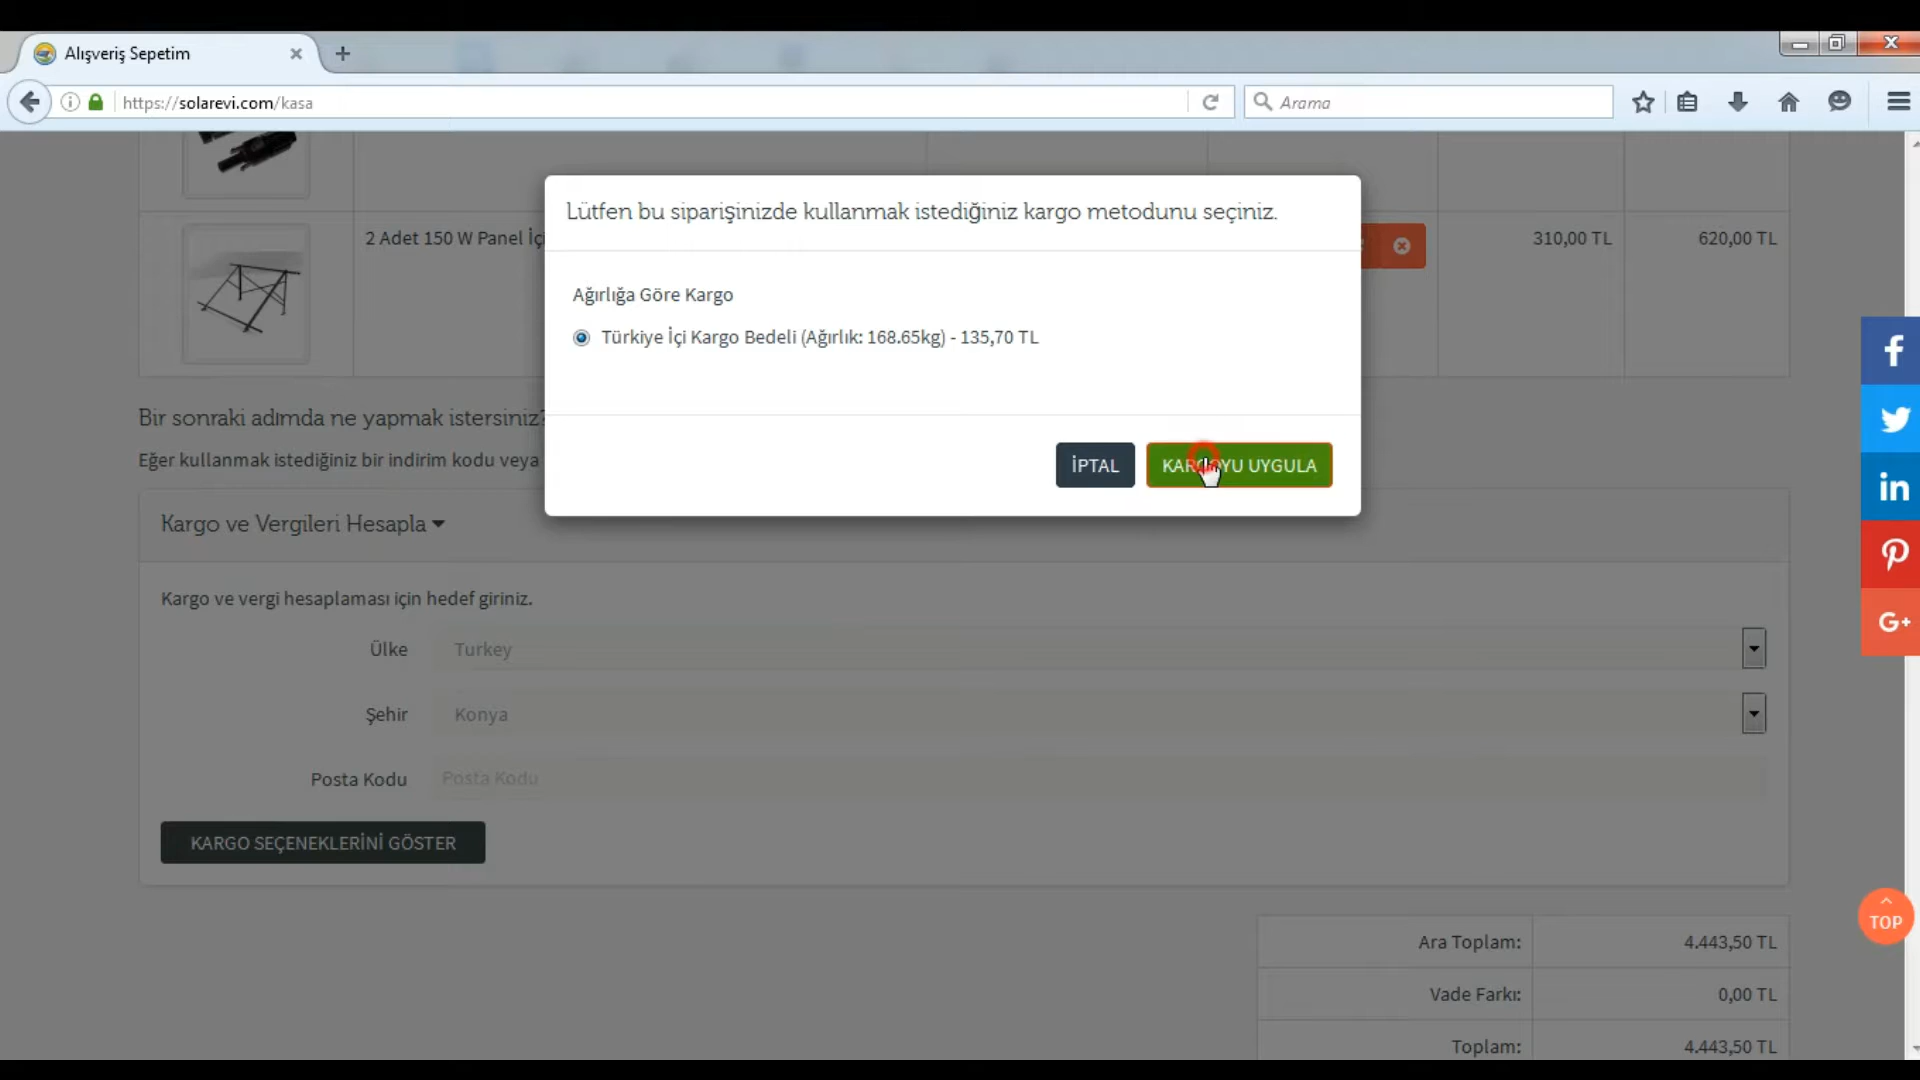 Alışveriş Sepetim
https://solarevi.com/kasa
Arama
Lütfen bu siparişinizde kullanmak istediğiniz kargo metodunu seçiniz.
2 Adet 150 W Panel İçi
310,00 TL
620,00 TL
Ağırlığa Göre Kargo
Türkiye İçi Kargo Bedeli (Ağırlık: 168.65kg) - 135,70 TL
Bir sonraki adımda ne yapmak istersiniz?
Eğer kullanmak istediğiniz bir indirim kodu veya
İPTAL
KARGOYU UYGULA
Kargo ve Vergileri Hesapla
Kargo ve vergi hesaplaması için hedef giriniz.
Ülke
Turkey
Şehir
Konya
Posta Kodu
Posta Kodu
KARGO SEÇENEKLERİNİ GÖSTER
TOP
Ara Toplam:
4.443,50 TL
Vade Farkı:
0,00 TL
Toplam:
4.443,50 TL
f
in
G+